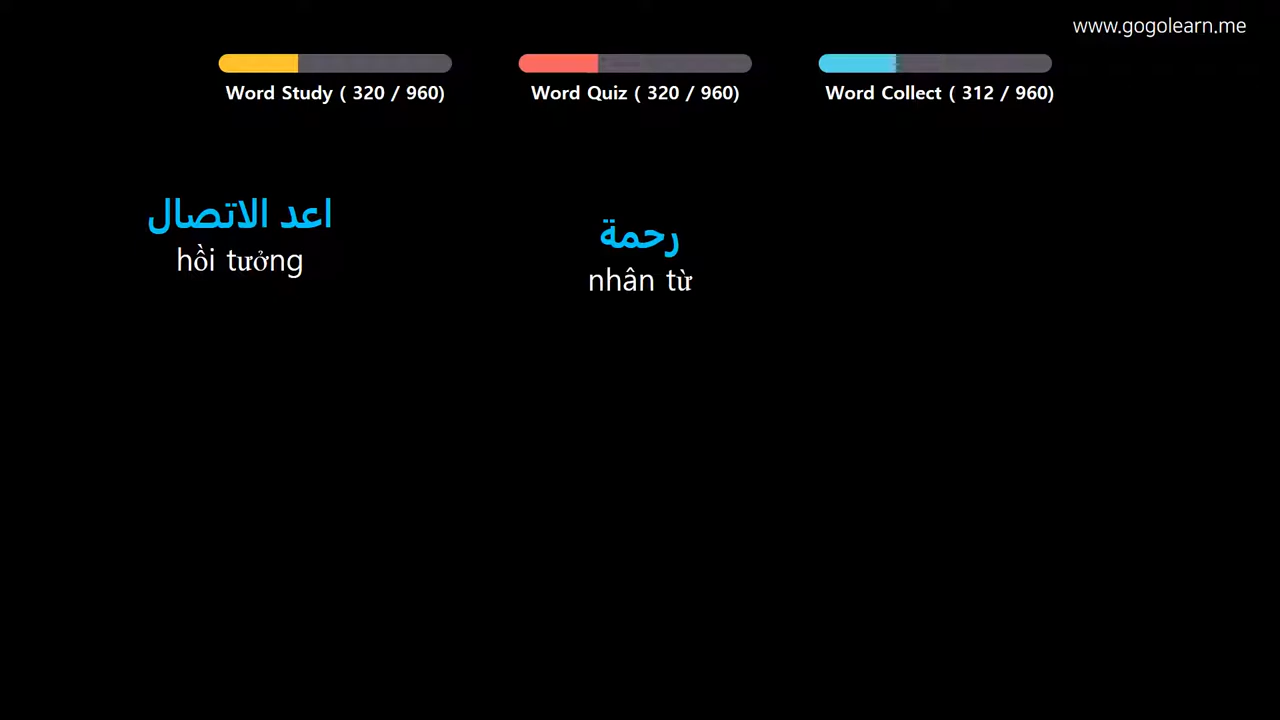 www.gogolearn.me
Word Study ( 320 / 960)
Word Quiz ( 320 / 960)
Word Collect ( 312 / 960)
اعد الاتصال
hồi tưởng
رحمة
nhân từ